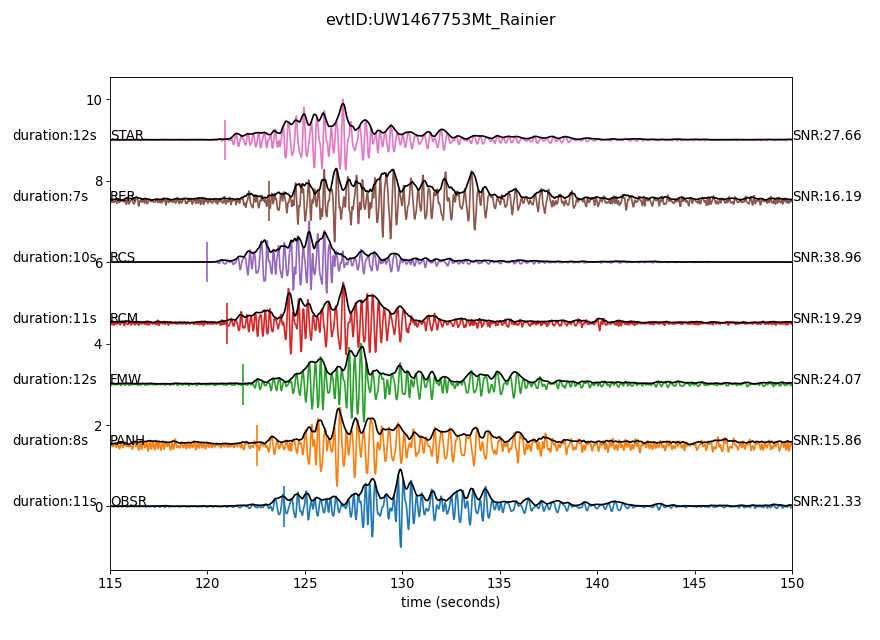 evtID:UW1467753Mt_Rainier
10
duration:12s STAR SNR:27.66
8
duration:7s RER SNR:16.19
duration:10s RCS SNR:38.96
6
duration:11s RCM SNR:19.29
4
duration:12s FMW SNR:24.07
2
duration:8s PANH SNR:15.86
duration:11s OBSR SNR:21.33
0
115 120 125 130 135 140 145 150
time (seconds)